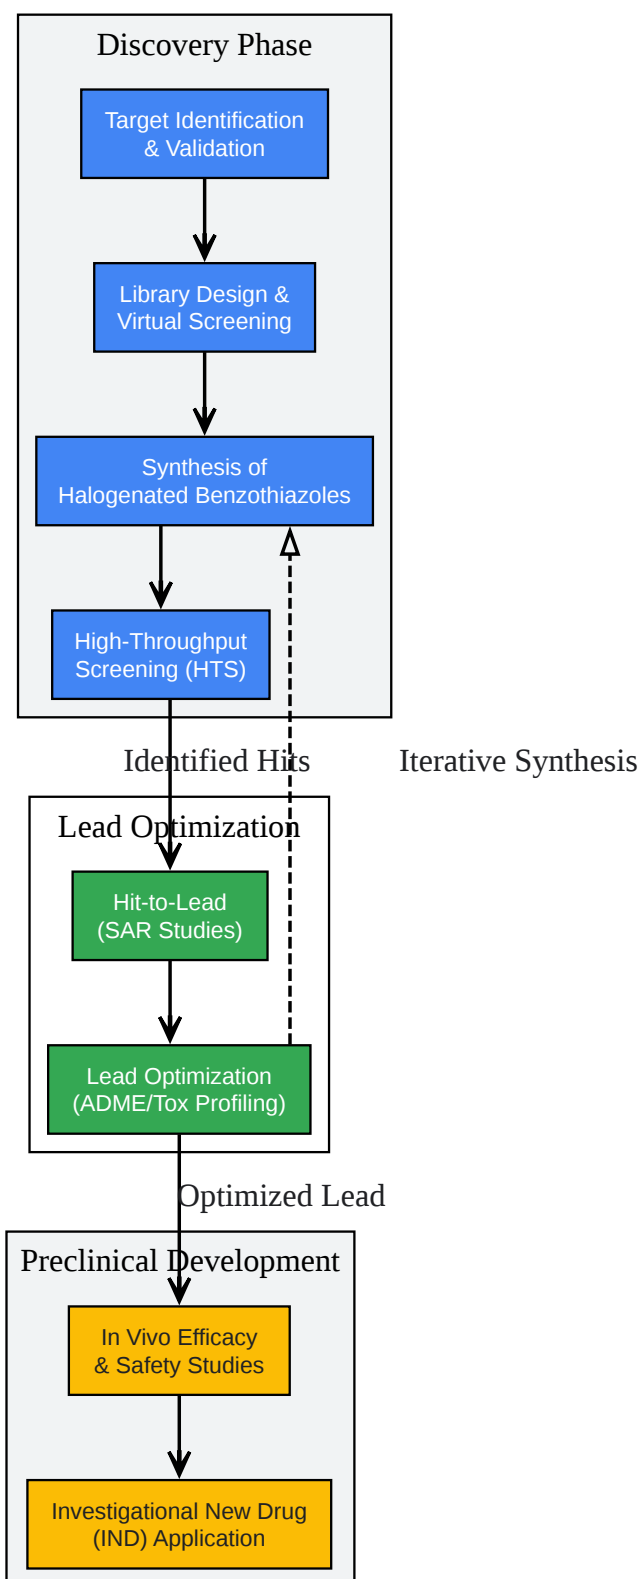 Discovery Phase
Target Identification
& Validation
Library Design &
Virtual Screening
Synthesis of
Halogenated Benzothiazoles
High-Throughput
Screening (HTS)
Identified Hits
Iterative Synthesis
Lead Optimization
Hit-to-Lead
(SAR Studies)
Lead Optimization
(ADME/Tox Profiling)
Optimized Lead
Preclinical Development
In Vivo Efficacy
& Safety Studies
Investigational New Drug
(IND) Application